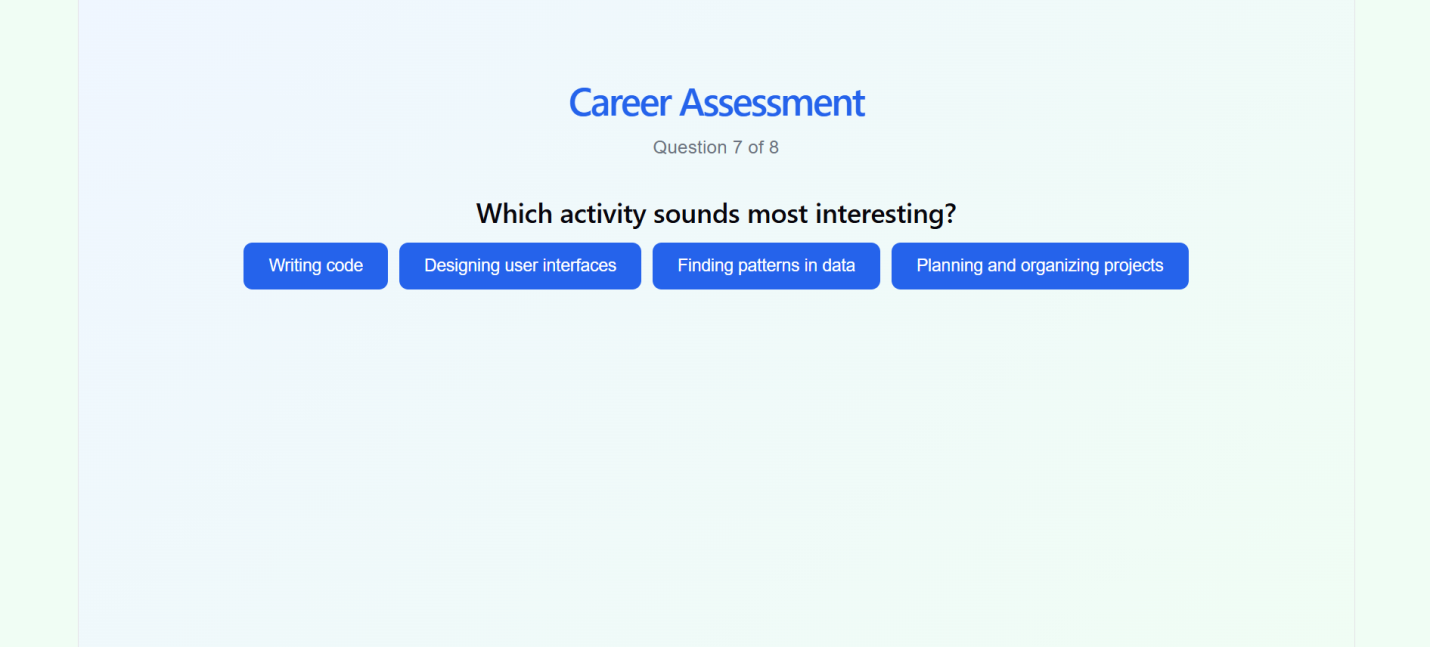 Career Assessment
Question 7 of 8
Which activity sounds most interesting?
Writing code
Designing user interfaces
Finding patterns in data
Planning and organizing projects